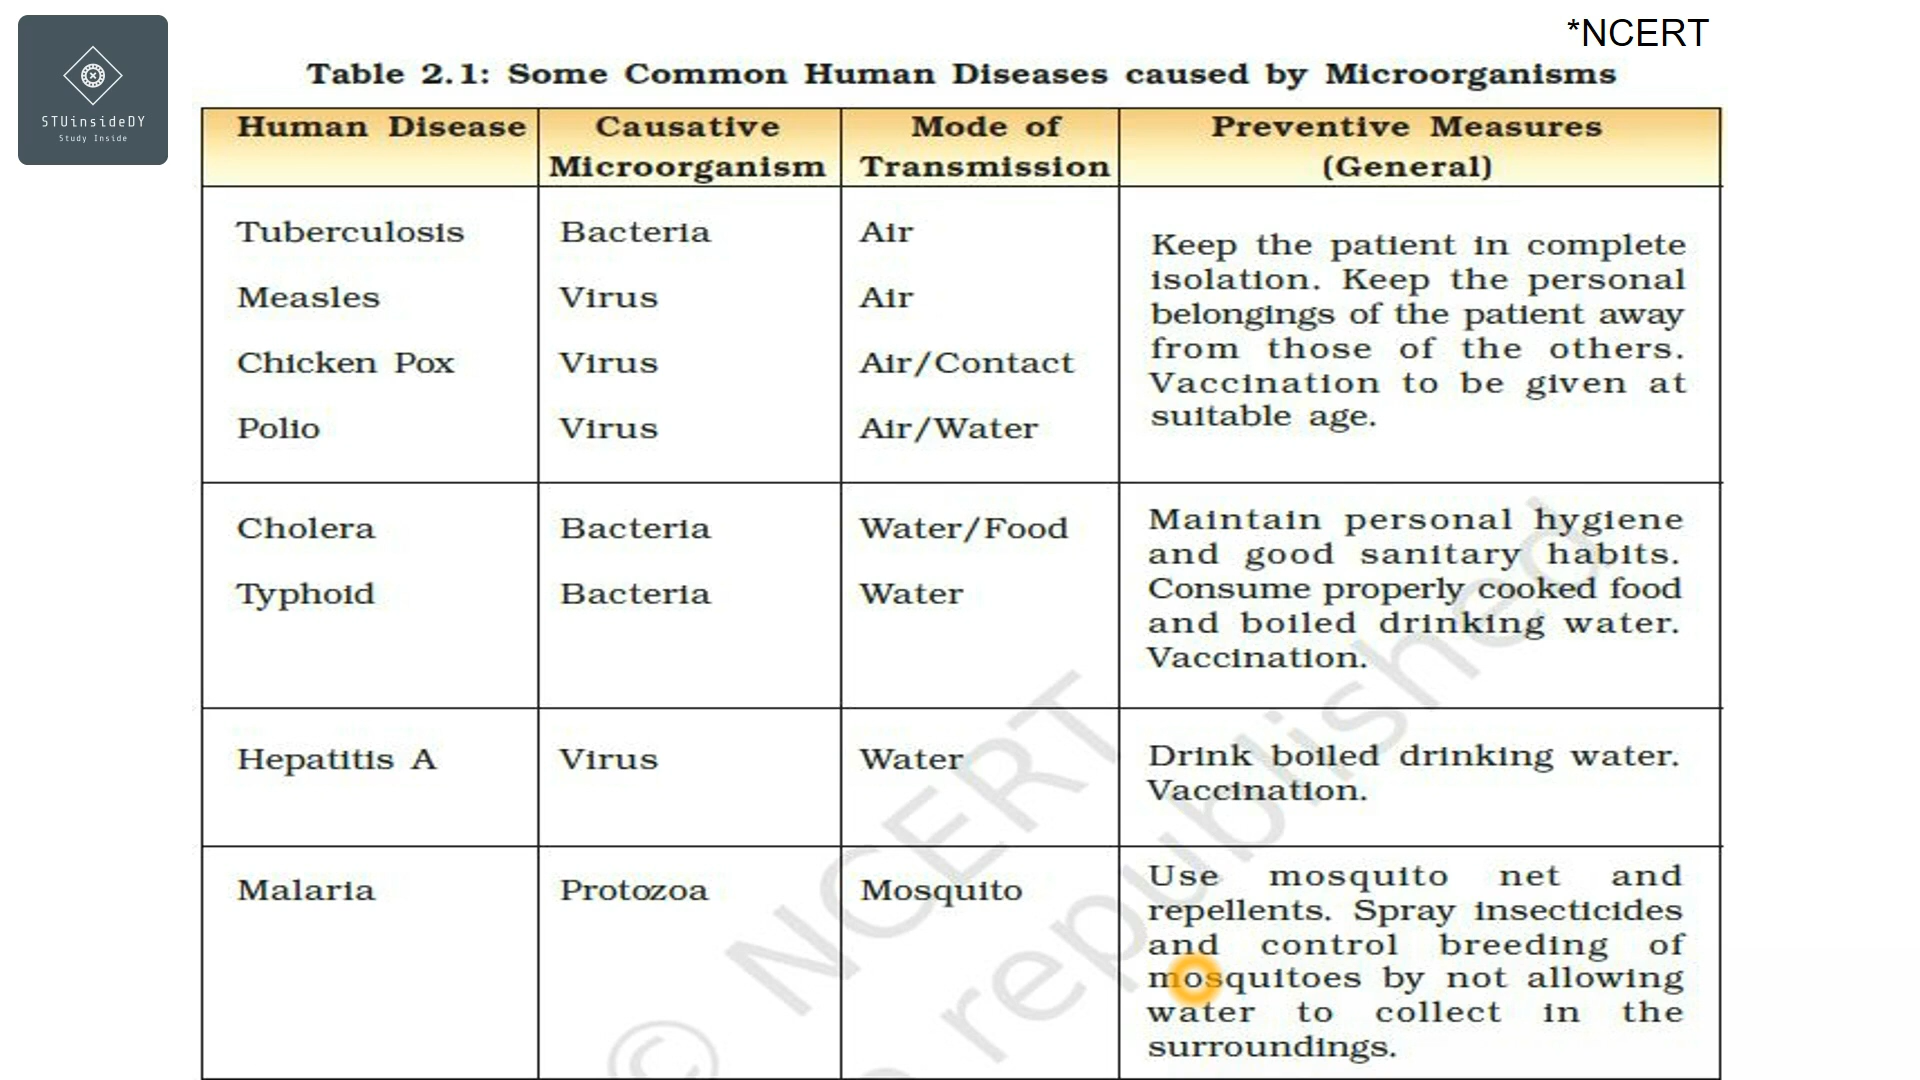 *NCERT
STUinsideDY
Study Inside
Table 2.1: Some Common Human Diseases caused by Microorganisms
Human Disease
Causative
Microorganism
Mode of
Transmission
Preventive Measures
(General)
Tuberculosis
Bacteria
Air
Measles
Virus
Air
Chicken Pox
Virus
Air/Contact
Polio
Virus
Air/Water
Keep the patient in complete
isolation. Keep the personal
belongings of the patient away
from those of the others.
Vaccination to be given at
suitable age.
Cholera
Bacteria
Water/Food
Typhoid
Bacteria
Water
Maintain personal hygiene
and good sanitary habits.
Consume properly cooked food
and boiled drinking water.
Vaccination.
Hepatitis A
Virus
Water
Drink boiled drinking water.
Vaccination.
Malaria
Protozoa
Mosquito
Use mosquito net and
repellents. Spray insecticides
and control breeding of
mosquitoes by not allowing
water to collect in the
surroundings.
© NCERT
republished